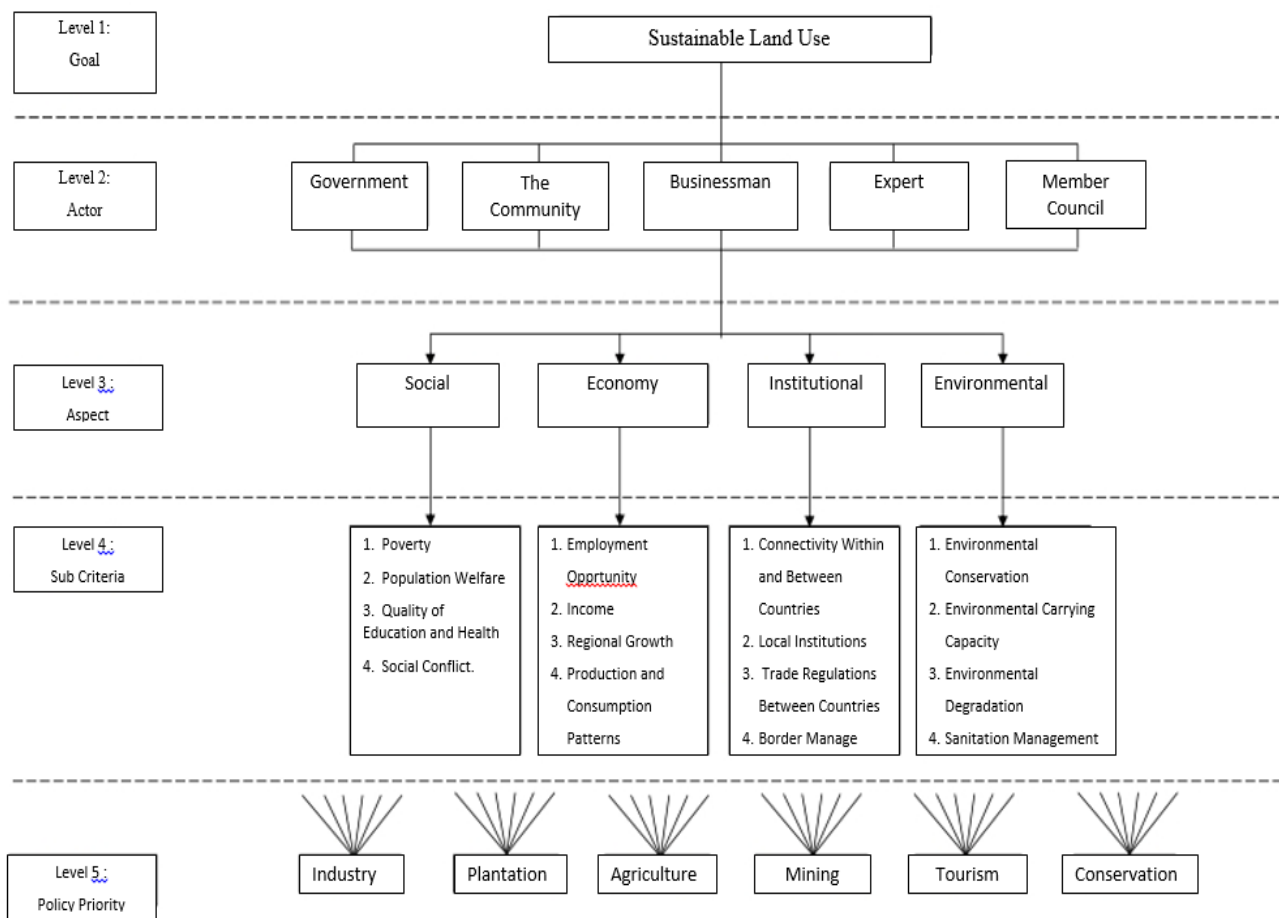 Level 1:
Goal
Sustainable Land Use
Level 2:
Actor
Government
The
Community
Businessman
Expert
Member
Council
Level 3 :
Aspect
Social
Economy
Institutional
Environmental
Level 4 :
Sub Criteria
1. Poverty
2. Population Welfare
3. Quality of
Education and Health
4. Social Conflict.
1. Employment
Opprtunity
2. Income
3. Regional Growth
4. Production and
Consumption
Patterns
1. Connectivity Within
and Between
Countries
2. Local Institutions
3. Trade Regulations
Between Countries
4. Border Manage
1. Environmental
Conservation
2. Environmental Carrying
Capacity
3. Environmental
Degradation
4. Sanitation Management
Level 5 :
Policy Priority
Industry
Plantation
Agriculture
Mining
Tourism
Conservation